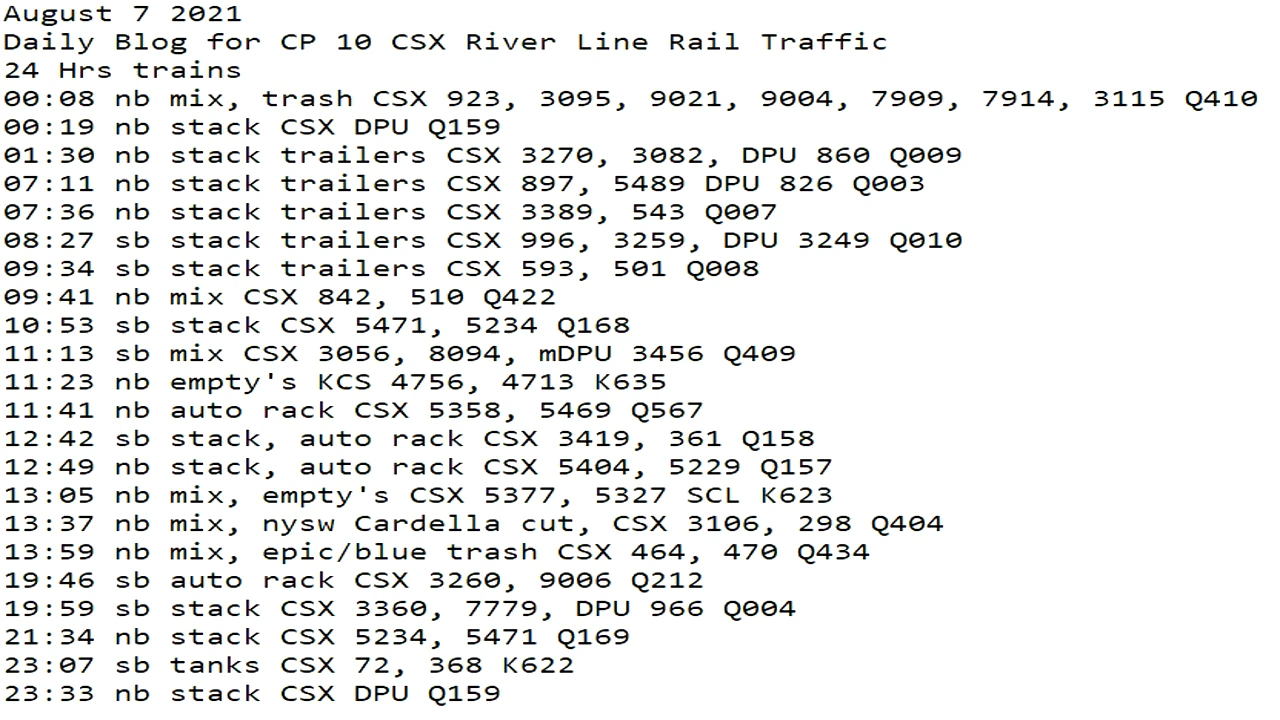 August 7 2021
Daily Blog for CP 10 CSX River Line Rail Traffic
24 Hrs trains
00:08 nb mix, trash CSX 923, 3095, 9021, 9004, 7909, 7914, 3115 Q410
00:19 nb stack CSX DPU Q159
01:30 nb stack trailers CSX 3270, 3082, DPU 860 Q009
07:11 nb stack trailers CSX 897, 5489 DPU 826 Q003
07:36 nb stack trailers CSX 3389, 543 Q007
08:27 sb stack trailers CSX 996, 3259, DPU 3249 Q010
09:34 sb stack trailers CSX 593, 501 Q008
09:41 nb mix CSX 842, 510 Q422
10:53 sb stack CSX 5471, 5234 Q168
11:13 sb mix CSX 3056, 8094, mDPU 3456 Q409
11:23 nb empty's KCS 4756, 4713 K635
11:41 nb auto rack CSX 5358, 5469 Q567
12:42 sb stack, auto rack CSX 3419, 361 Q158
12:49 nb stack, auto rack CSX 5404, 5229 Q157
13:05 nb mix, empty's CSX 5377, 5327 SCL K623
13:37 nb mix, nysw Cardella cut, CSX 3106, 298 Q404
13:59 nb mix, epic/blue trash CSX 464, 470 Q434
19:46 sb auto rack CSX 3260, 9006 Q212
19:59 sb stack CSX 3360, 7779, DPU 966 Q004
21:34 nb stack CSX 5234, 5471 Q169
23:07 sb tanks CSX 72, 368 K622
23:33 nb stack CSX DPU Q159